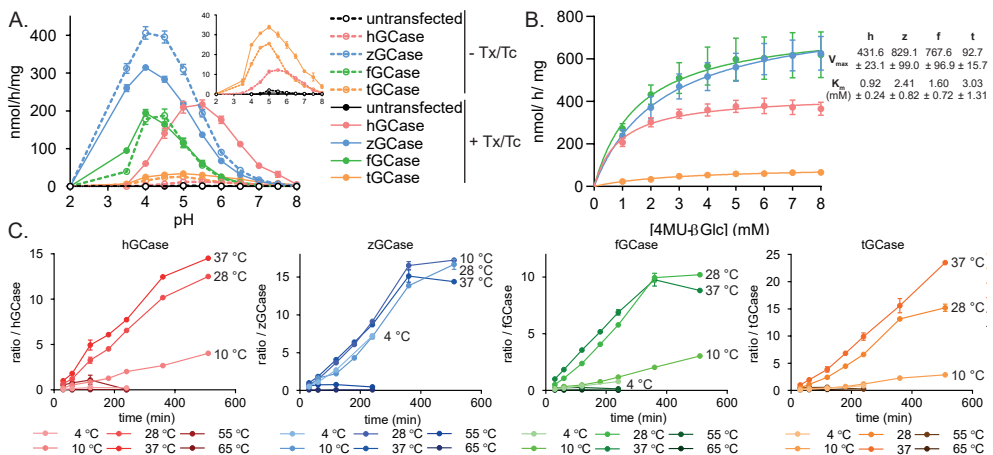 A.
nmol/h/mg
400
300
200
100
0
2
3
4
5
6
7
8
pH
40
30
20
10
0
2 3 4 5 6 7 8
untransfected
hGCase
zGCase
fGCase
tGCase
- Tx/Tc
untransfected
hGCase
zGCase
fGCase
tGCase
+ Tx/Tc
B.
nmol/ h/ mg
800
600
400
200
0
0 1 2 3 4 5 6 7 8
[4MU-βGlc] (mM)
h z f t
Vmax 431.6 829.1 767.6 92.7
± 23.1 ± 99.0 ± 96.9 ± 15.7
Km 0.92 2.41 1.60 3.03
(mM) ± 0.24 ± 0.82 ± 0.72 ± 1.31
C.
hGCase
ratio / hGCase
15
10
5
0
0 200 400 600
time (min)
37 °C
28 °C
10 °C
4 °C 28 °C 55 °C
10 °C 37 °C 65 °C
zGCase
ratio / zGCase
20
15
10
5
0
0 200 400 600
time (min)
10 °C
28 °C
37 °C
4 °C
4 °C 28 °C 55 °C
10 °C 37 °C 65 °C
fGCase
ratio / fGCase
15
10
5
0
0 200 400 600
time (min)
28 °C
37 °C
10 °C
4 °C
4 °C 28 °C 55 °C
10 °C 37 °C 65 °C
tGCase
ratio / tGCase
25
20
15
10
5
0
0 200 400 600
time (min)
37 °C
28 °C
10 °C
4 °C 28 °C 55 °C
10 °C 37 °C 65 °C